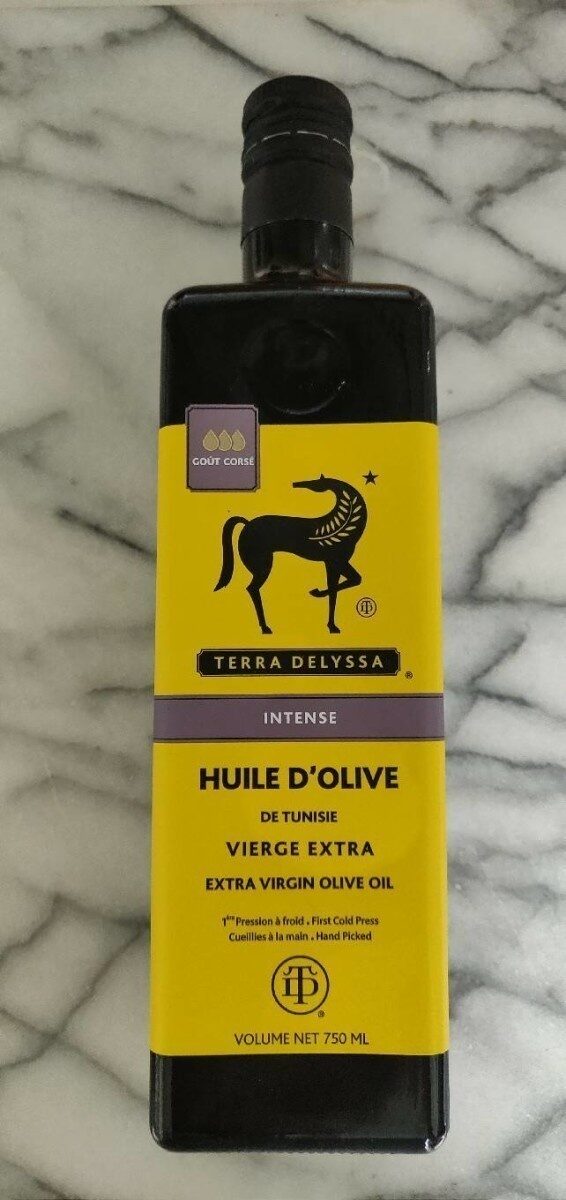 GOÛT CORSÉ
TERRA DELYSSA
®
INTENSE
HUILE D'OLIVE
DE TUNISIE
VIERGE EXTRA
EXTRA VIRGIN OLIVE OIL
1ère Pression à froid . First Cold Press
Cueillies à la main . Hand Picked
®
VOLUME NET 750 ML